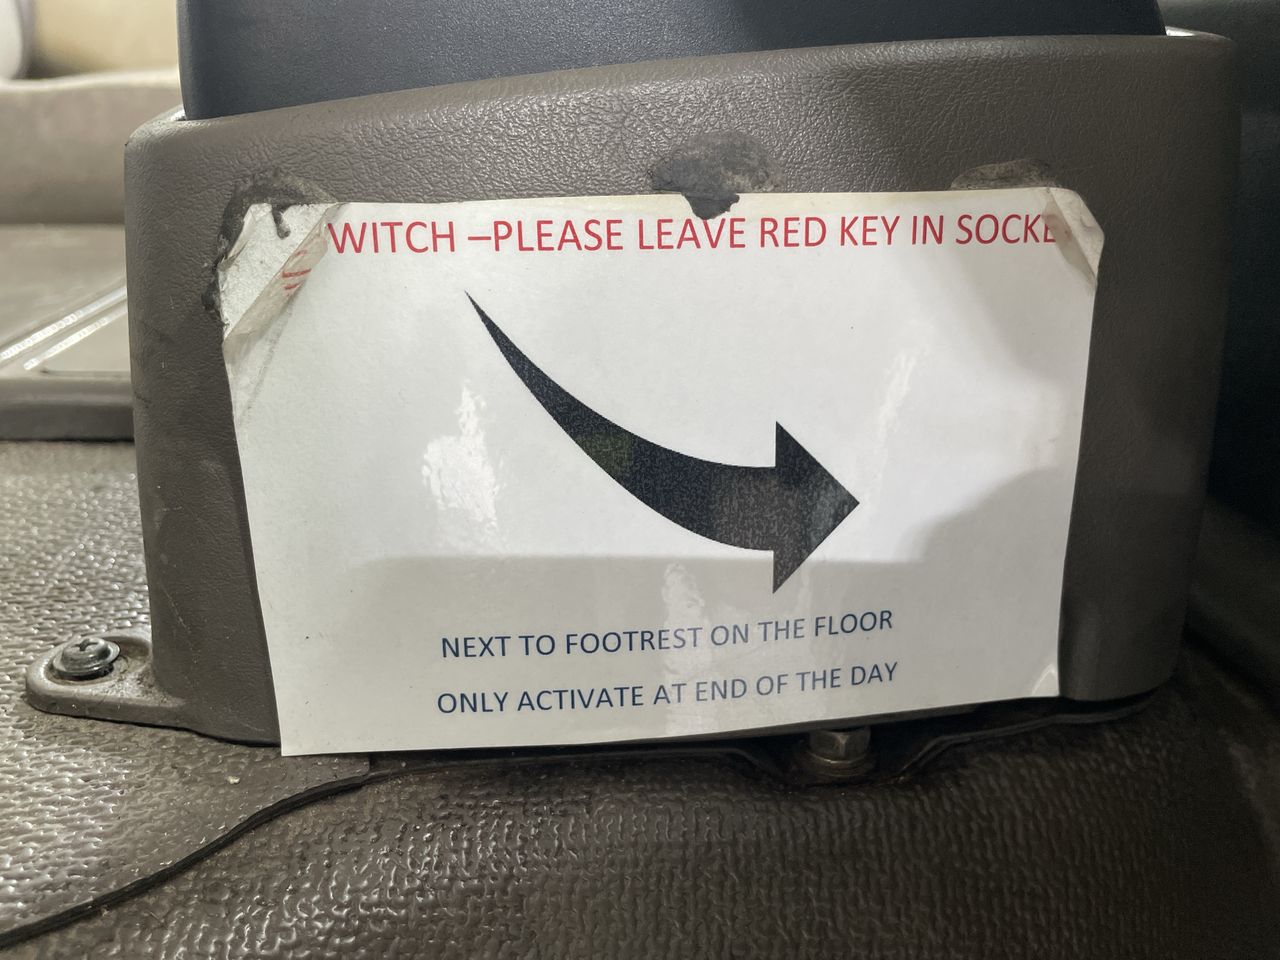 WITCH –PLEASE LEAVE RED KEY IN SOCKE
NEXT TO FOOTREST ON THE FLOOR
ONLY ACTIVATE AT END OF THE DAY